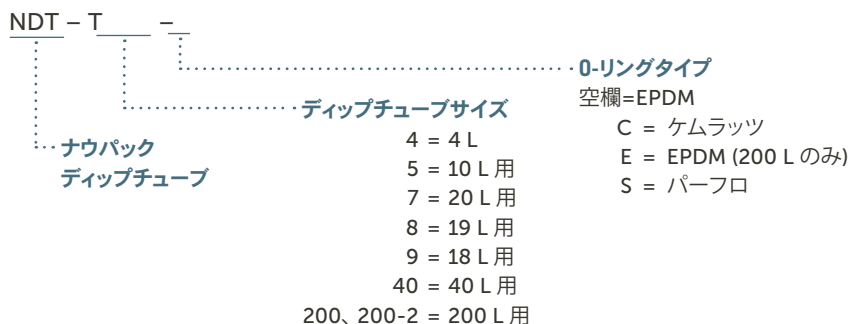 NDT – T –
O-リングタイプ
空欄=EPDM
C = ケムラッツ
E = EPDM (200 L のみ)
S = パーフロ
ディップチューブサイズ
4 = 4 L
5 = 10 L 用
7 = 20 L 用
8 = 19 L 用
9 = 18 L 用
40 = 40 L 用
200、200-2 = 200 L 用
ナウパック
ディップチューブ